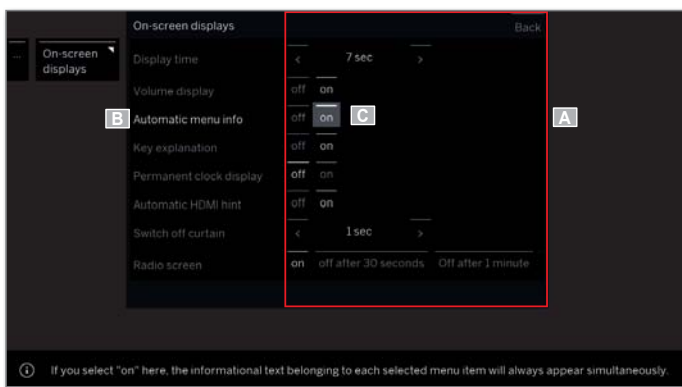 On-screen displays Back
... On-screen displays
Display time < 7 sec >
Volume display off on
B Automatic menu info off on C A
Key explanation off on
Permanent clock display off on
Automatic HDMI hint off on
Switch off curtain < 1 sec >
Radio screen on off after 30 seconds Off after 1 minute
i If you select "on" here, the informational text belonging to each selected menu item will always appear simultaneously.